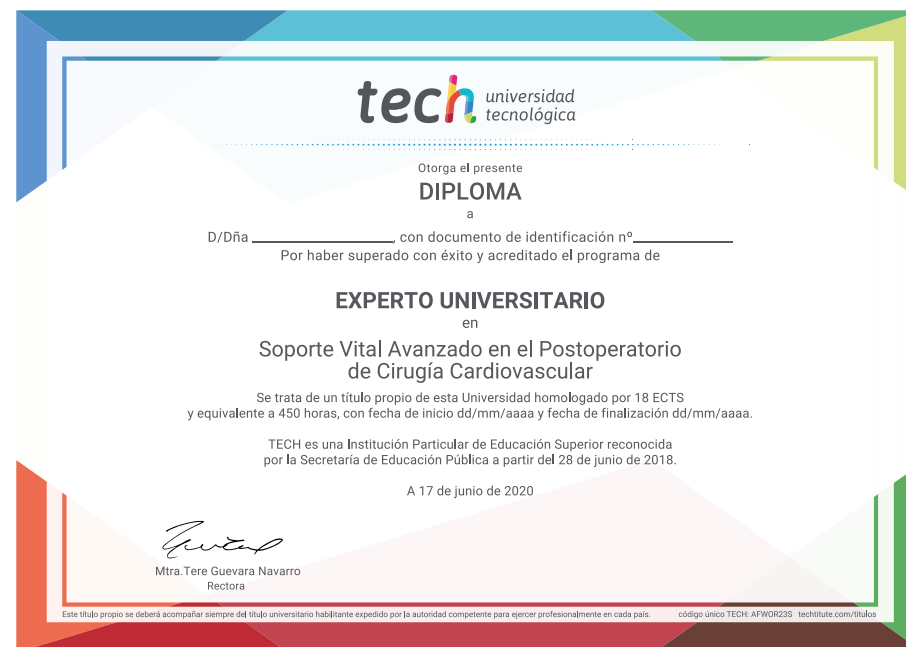 tech universidad
tecnológica
Otorga el presente
DIPLOMA
a
D/Dña ____________________, con documento de identificación nº______________
Por haber superado con éxito y acreditado el programa de
EXPERTO UNIVERSITARIO
en
Soporte Vital Avanzado en el Postoperatorio
de Cirugía Cardiovascular
Se trata de un título propio de esta Universidad homologado por 18 ECTS
y equivalente a 450 horas, con fecha de inicio dd/mm/aaaa y fecha de finalización dd/mm/aaaa.
TECH es una Institución Particular de Educación Superior reconocida
por la Secretaría de Educación Pública a partir del 28 de junio de 2018.
A 17 de junio de 2020
Mtra.Tere Guevara Navarro
Rectora
Este título propio se deberá acompañar siempre del título universitario habilitante expedido por la autoridad competente para ejercer profesionalmente en cada país. código único TECH: AFWOR23S techtitute.com/titulos